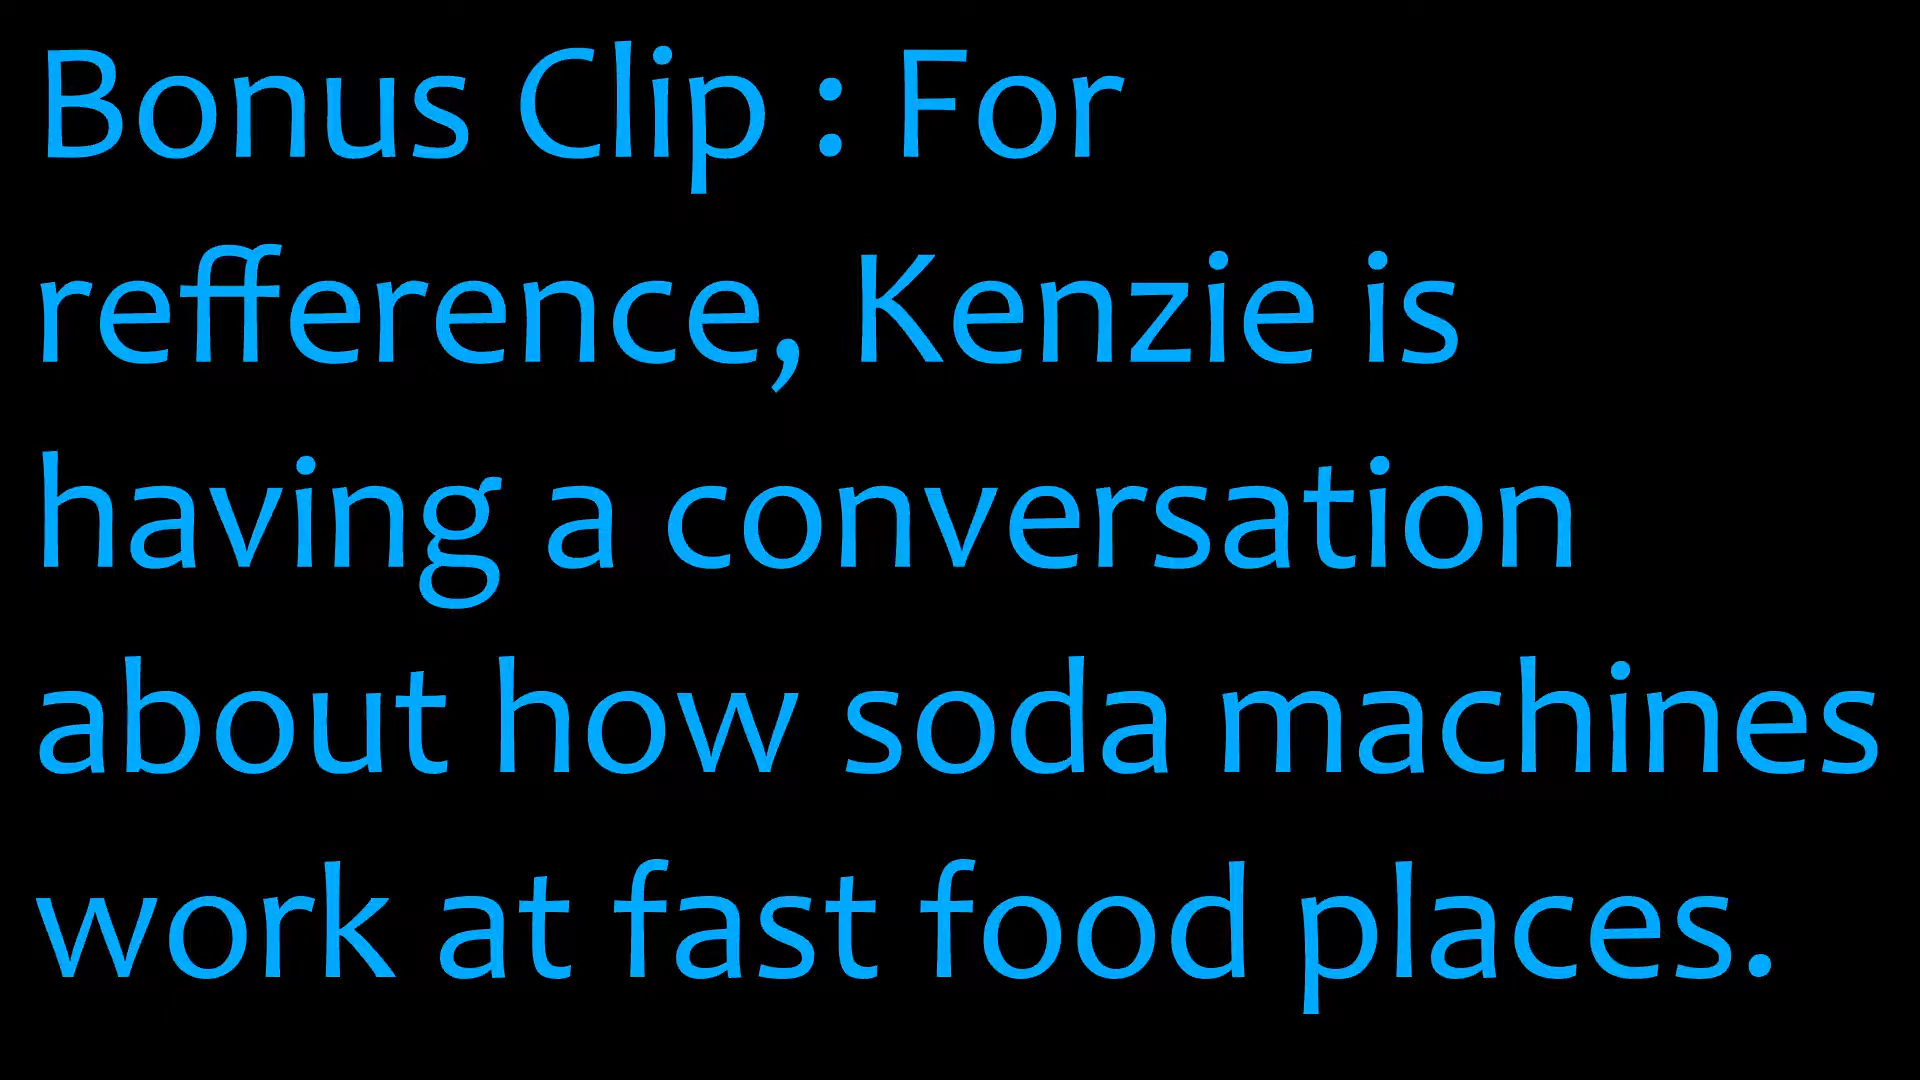 Bonus Clip : For
refference, Kenzie is
having a conversation
about how soda machines
work at fast food places.